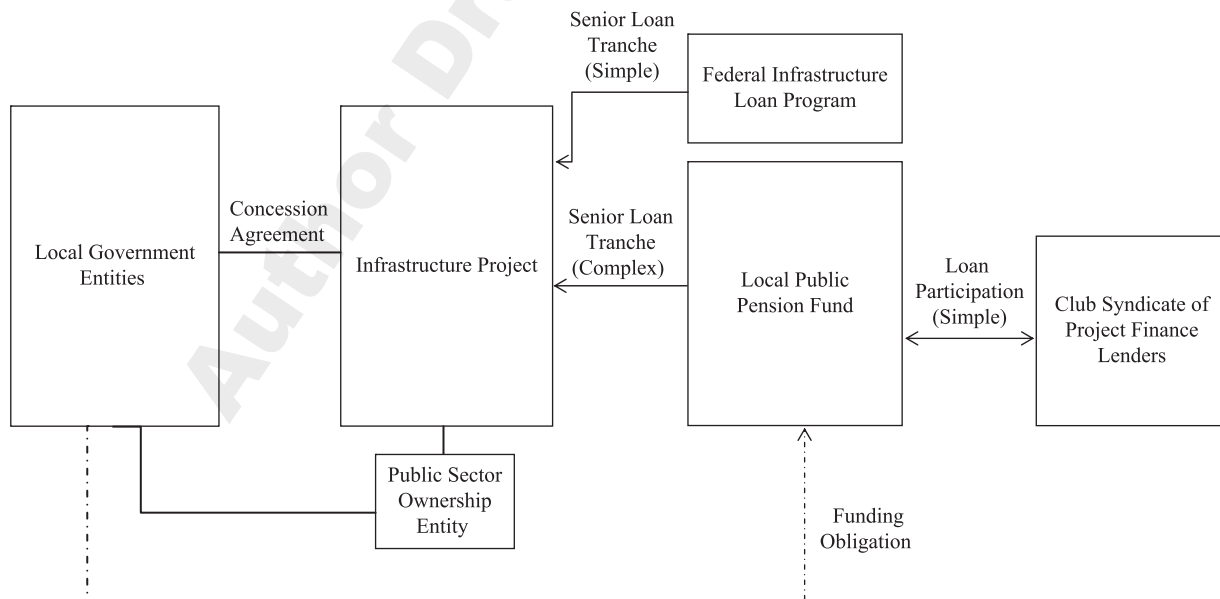 Senior Loan
Tranche
(Simple)
Federal Infrastructure
Loan Program
Concession
Agreement
Senior Loan
Tranche
(Complex)
Local Government
Entities
Infrastructure Project
Local Public
Pension Fund
Loan
Participation
(Simple)
Club Syndicate of
Project Finance
Lenders
Public Sector
Ownership
Entity
Funding
Obligation
Author Dr